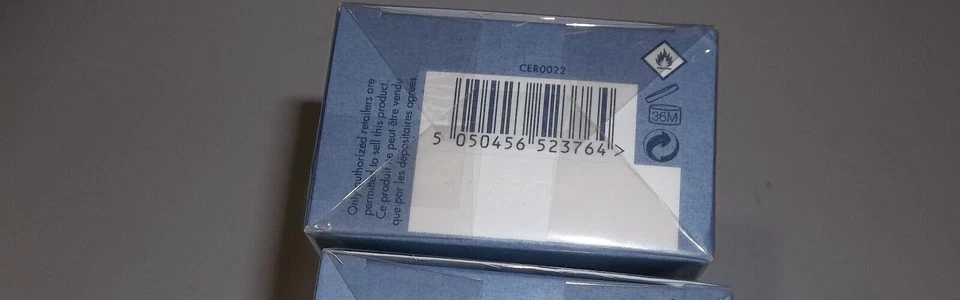 CER0022
36M
5 050456 523764 >
Only authorized retailers are
permitted to sell this product.
Ce produit ne peut être vendu
que por les dépositaires agréés